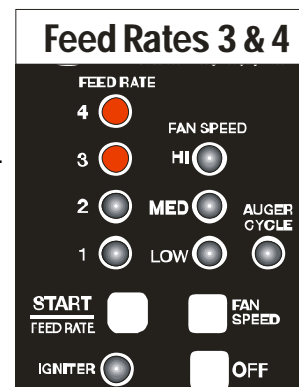 Feed Rates 3 & 4
FEED RATE
4
FAN SPEED
3
HI
2
MED
AUGER
CYCLE
1
LOW
START
FEED RATE
FAN
SPEED
IGNITER
OFF